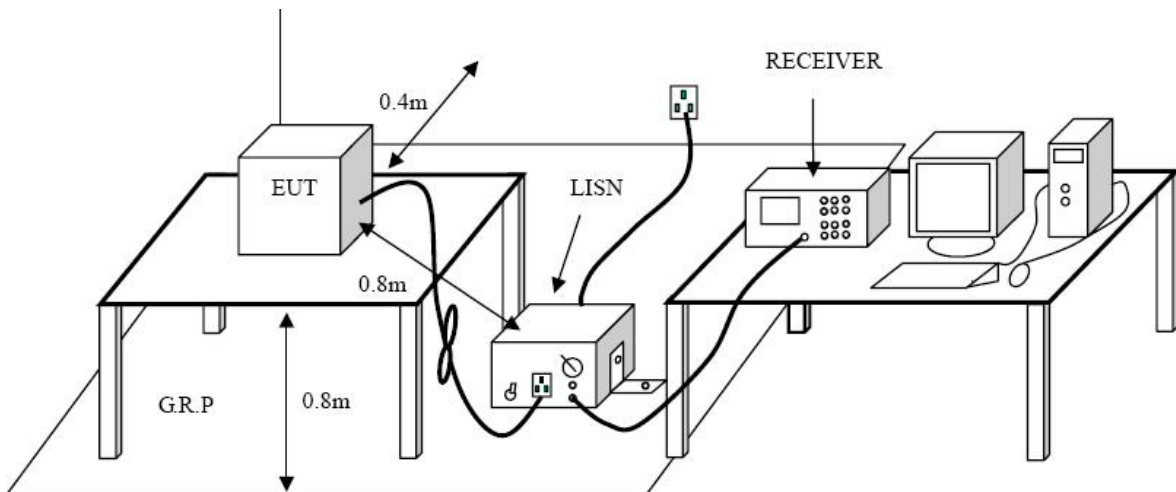 RECEIVER
0.4m
EUT
LISN
0.8m
G.R.P
0.8m